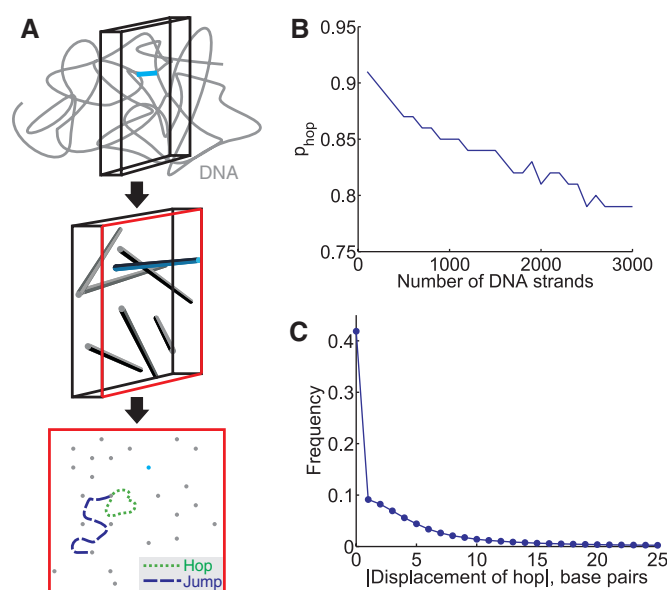 A
DNA
Hop
Jump
B
0.95
0.9
0.85
0.8
0.75
p_hop
0
1000
2000
3000
Number of DNA strands
C
0.4
0.3
0.2
0.1
0
Frequency
0
5
10
15
20
25
|Displacement of hop|, base pairs